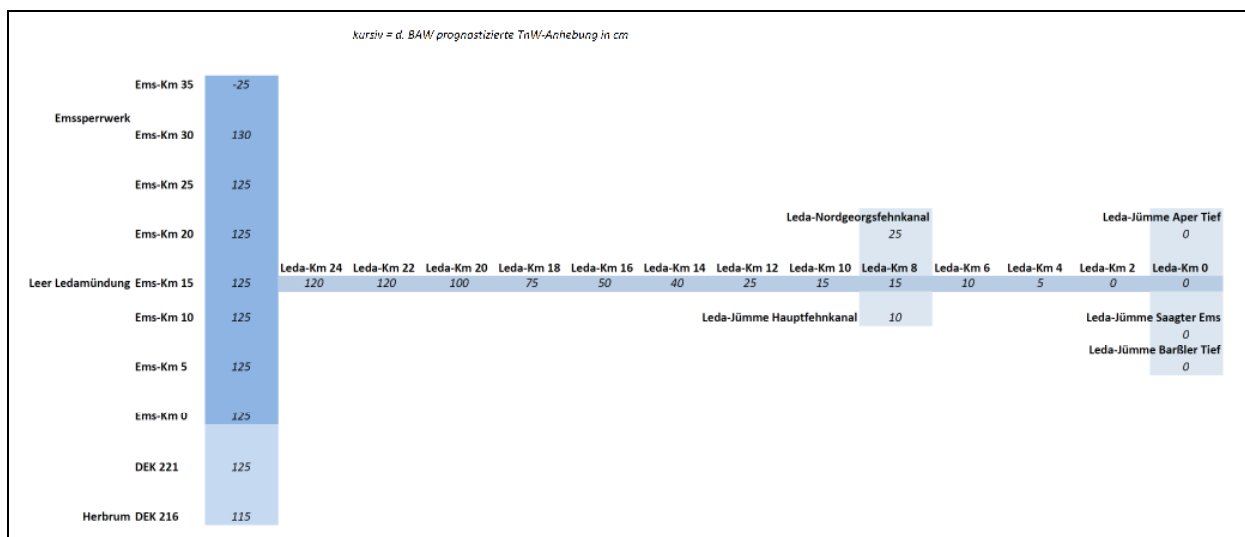 kursiv = d. BAW prognostizierte TnW-Anhebung in cm
Ems-Km 35 -25
Emssperrwerk
Ems-Km 30 130
Ems-Km 25 125
Leda-Nordgeorgsfehnkanal Leda-Jümme Aper Tief
Ems-Km 20 125 25 0
Leda-Km 24 Leda-Km 22 Leda-Km 20 Leda-Km 18 Leda-Km 16 Leda-Km 14 Leda-Km 12 Leda-Km 10 Leda-Km 8 Leda-Km 6 Leda-Km 4 Leda-Km 2 Leda-Km 0
Leer Ledamündung Ems-Km 15 125 120 120 100 75 50 40 25 15 15 10 5 0 0
Ems-Km 10 125 Leda-Jümme Hauptfehnkanal 10 Leda-Jümme Saagter Ems
0
Leda-Jümme Barßler Tief
Ems-Km 5 125 0
Ems-Km 0 125
DEK 221 125
Herbrum DEK 216 115